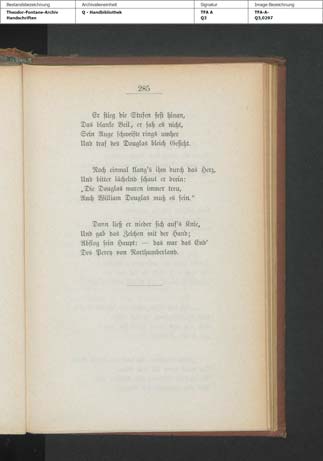 Bestandsbezeichnung Archivalieneinheit Signatur Image Bezeichnung
Theodor-Fontane-Archiv Q - Handbibliothek TFA A TFA-A-
Handschriften Q3 Q3,0297
285
Er stieg die Stufen fest hinan,
Das blanke Beil, er sah es nicht,
Sein Auge schweifte rings umher
Und traf des Douglas bleich Gesicht.
Noch einmal klang's ihm durch das Herz,
Und bitter lächelnd schaut er drein:
„Die Douglas waren immer treu,
Auch William Douglas muß es sein."
Dann ließ er nieder sich auf's Knie,
Und gab das Zeichen mit der Hand;
Abflog sein Haupt: — das war das End'
Des Percy von Northumberland.